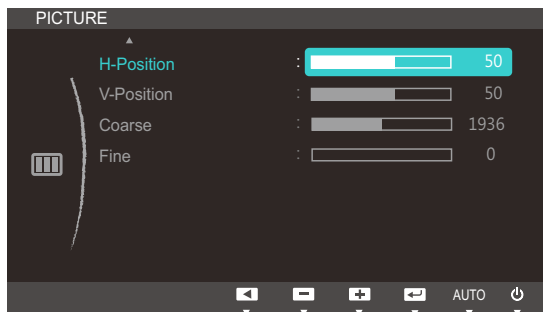 PICTURE
H-Position : 50
V-Position : 50
Coarse : 1936
Fine : 0
AUTO